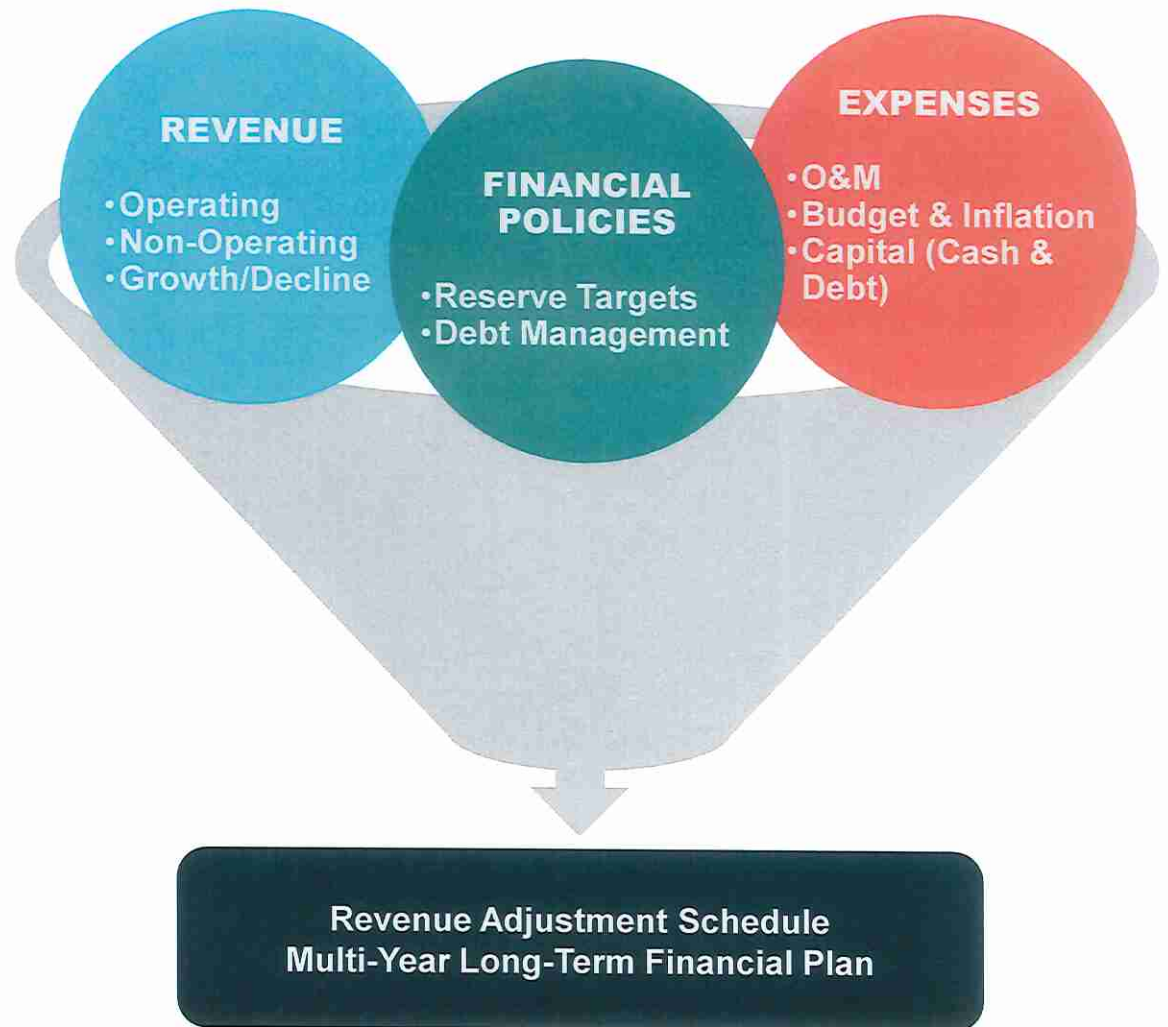 REVENUE
•Operating
•Non-Operating
•Growth/Decline
FINANCIAL
POLICIES
•Reserve Targets
•Debt Management
EXPENSES
•O&M
•Budget & Inflation
•Capital (Cash &
Debt)
Revenue Adjustment Schedule
Multi-Year Long-Term Financial Plan